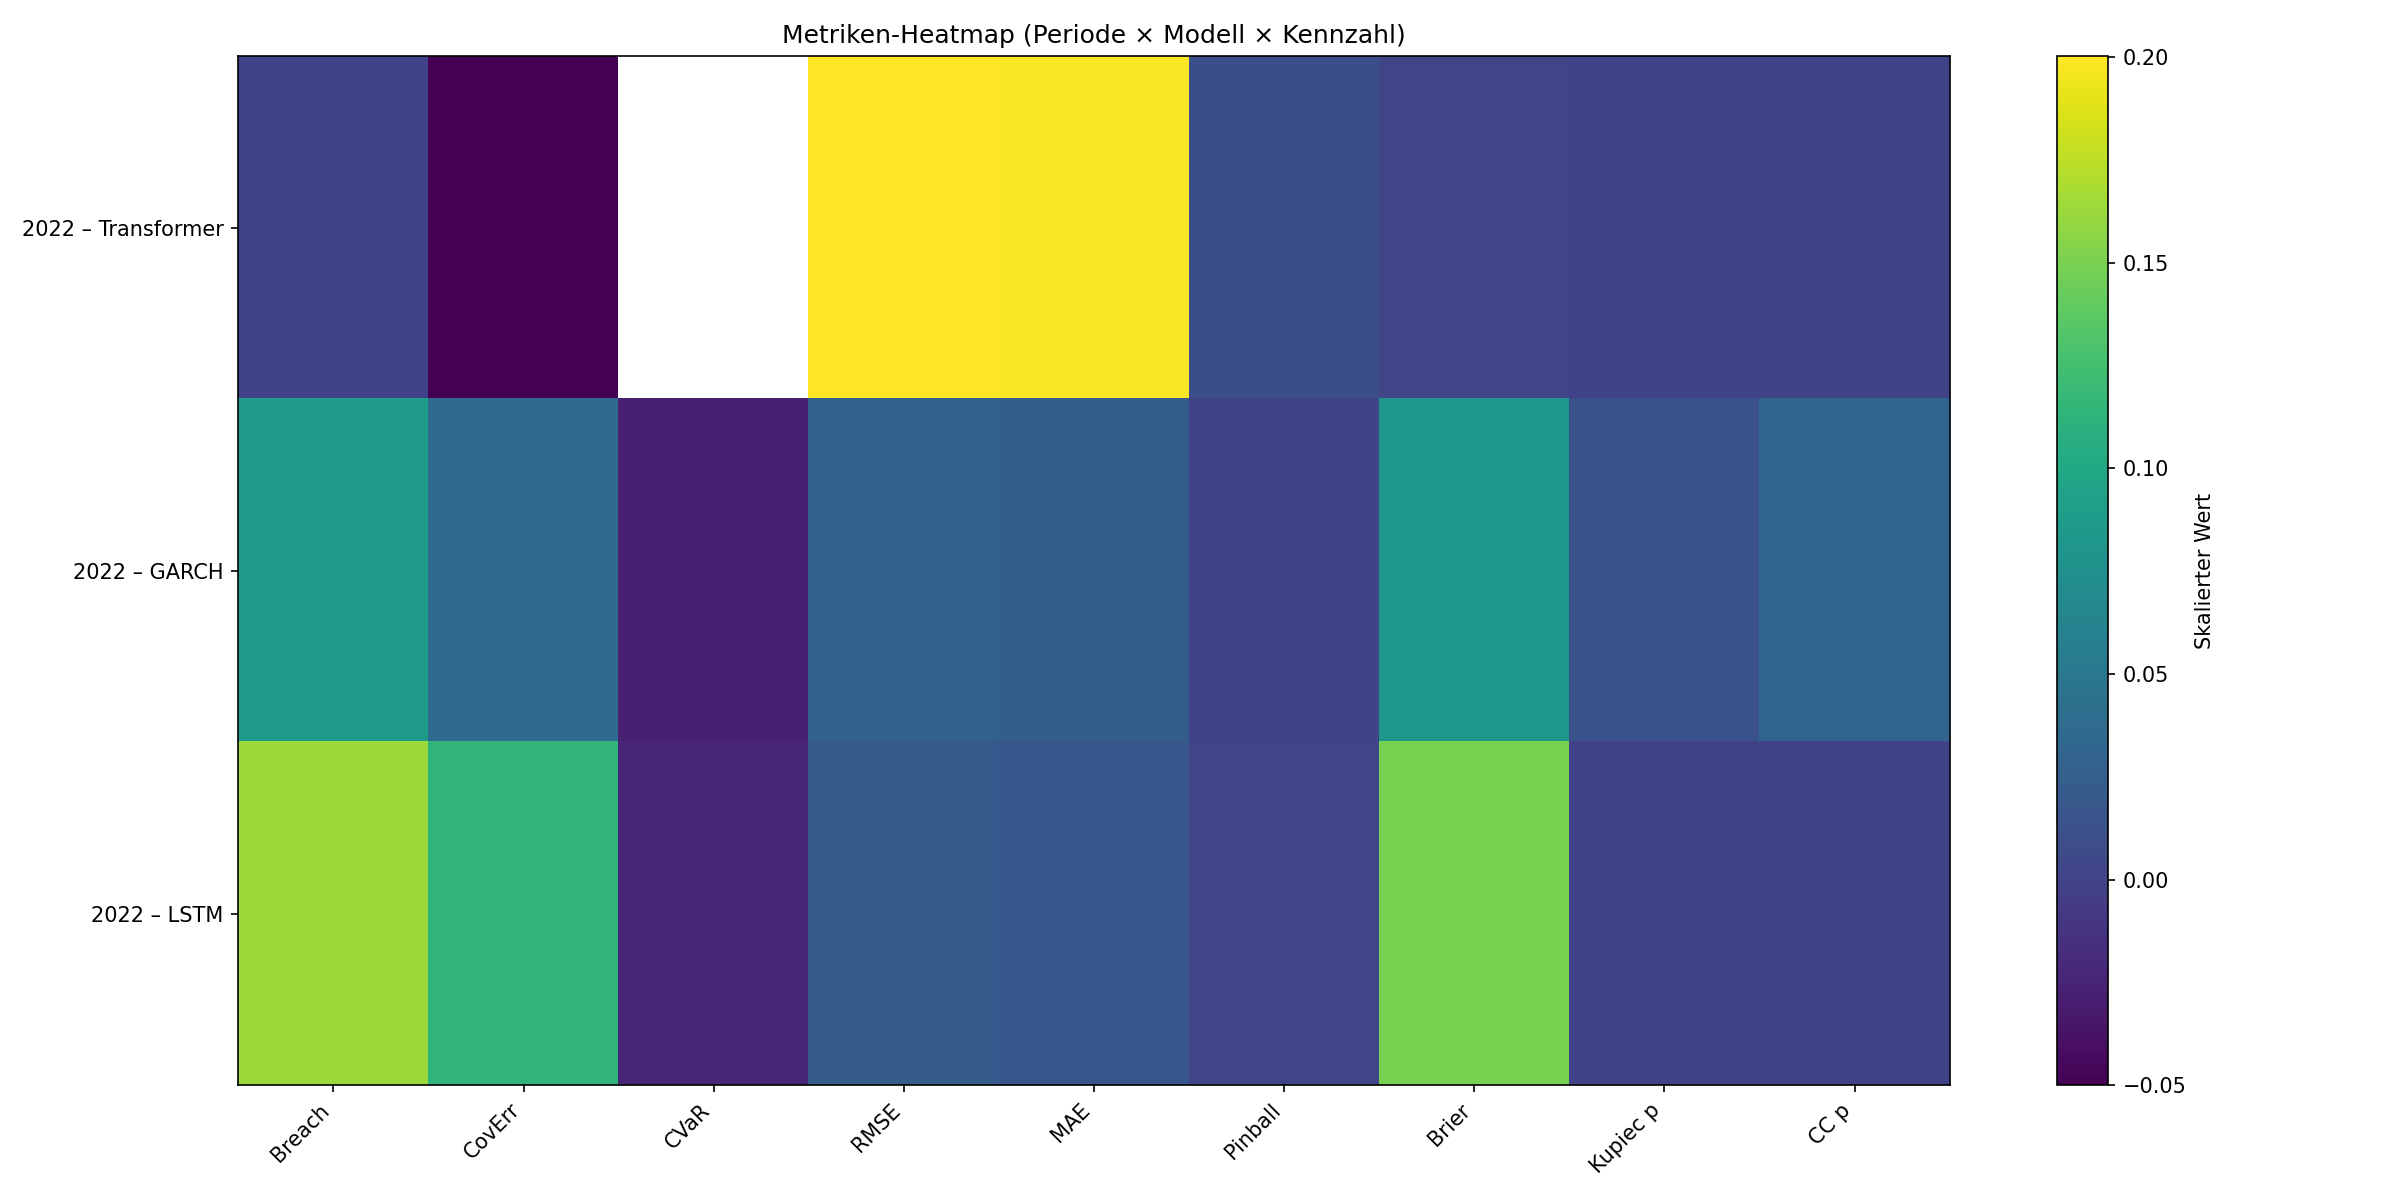 Metriken-Heatmap (Periode × Modell × Kennzahl)
2022 – Transformer
2022 – GARCH
2022 – LSTM
Breach
CovErr
CVaR
RMSE
MAE
Pinball
Brier
Kupiec p
CC p
0.20
0.15
0.10
0.05
0.00
−0.05
Skalierter Wert